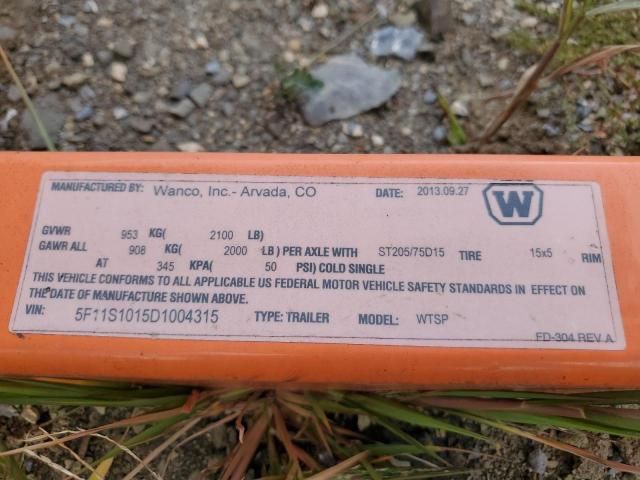 MANUFACTURED BY: Wanco, Inc.- Arvada, CO DATE: 2013.09.27 W
GVWR 953 KG( 2100 LB)
GAWR ALL 908 KG( 2000 LB) PER AXLE WITH ST205/75D15 TIRE 15x5 RIM
AT 345 KPA( 50 PSI) COLD SINGLE
THIS VEHICLE CONFORMS TO ALL APPLICABLE US FEDERAL MOTOR VEHICLE SAFETY STANDARDS IN EFFECT ON
THE DATE OF MANUFACTURE SHOWN ABOVE.
VIN: 5F11S1015D1004315 TYPE: TRAILER MODEL: WTSP
FD-304 REV A